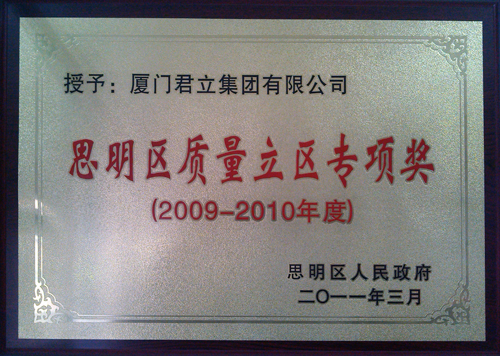 授予：厦门君立集团有限公司
思明区质量立区专项奖
(2009-2010年度)
思明区人民政府
二〇一一年三月